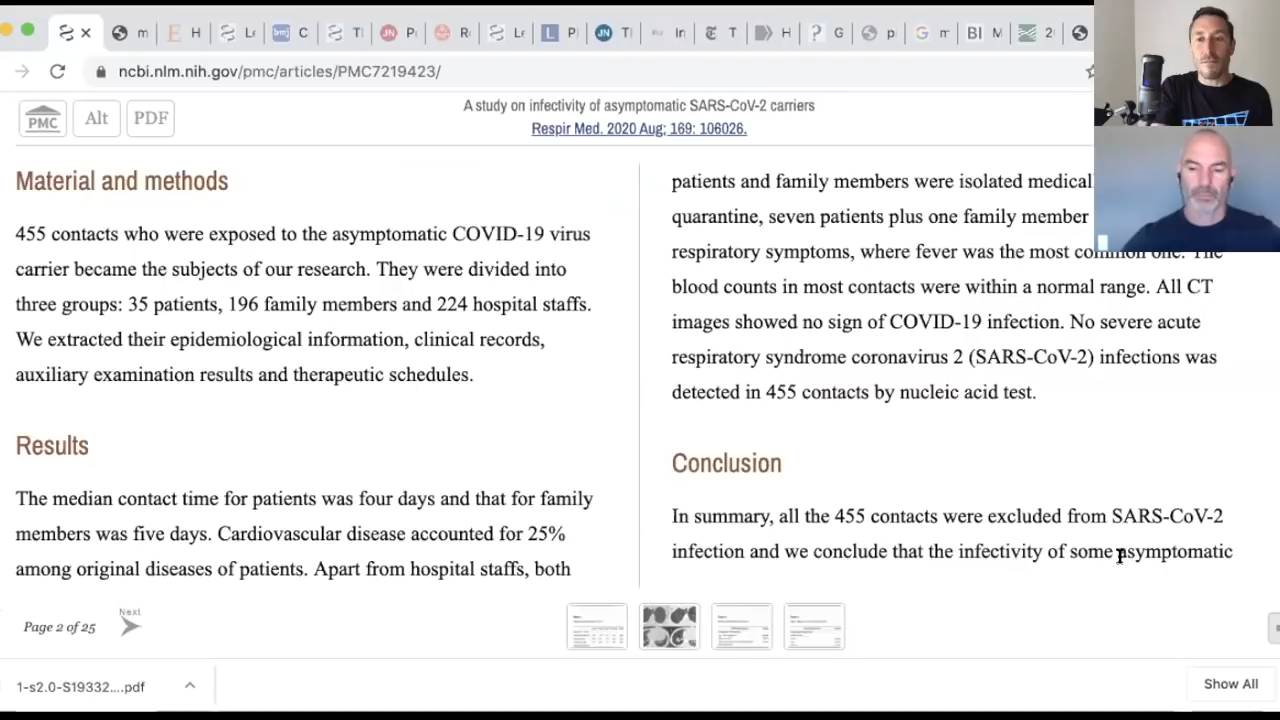 m
H
Le
C
TI
P
R
Le
L
P
JN
TI
In
T
H
?
G
p
G
m
BI
M
2
ncbi.nlm.nih.gov/pmc/articles/PMC7219423/
PMC
Alt
PDF
A study on infectivity of asymptomatic SARS-CoV-2 carriers
Respir Med. 2020 Aug; 169: 106026.
Material and methods
455 contacts who were exposed to the asymptomatic COVID-19 virus
carrier became the subjects of our research. They were divided into
three groups: 35 patients, 196 family members and 224 hospital staffs.
We extracted their epidemiological information, clinical records,
auxiliary examination results and therapeutic schedules.
Results
The median contact time for patients was four days and that for family
members was five days. Cardiovascular disease accounted for 25%
among original diseases of patients. Apart from hospital staffs, both
patients and family members were isolated medical
quarantine, seven patients plus one family member
respiratory symptoms, where fever was the most common one. The
blood counts in most contacts were within a normal range. All CT
images showed no sign of COVID-19 infection. No severe acute
respiratory syndrome coronavirus 2 (SARS-CoV-2) infections was
detected in 455 contacts by nucleic acid test.
Conclusion
In summary, all the 455 contacts were excluded from SARS-CoV-2
infection and we conclude that the infectivity of some asymptomatic
Page 2 of 25
Next
1-s2.0-S19332....pdf
Show All